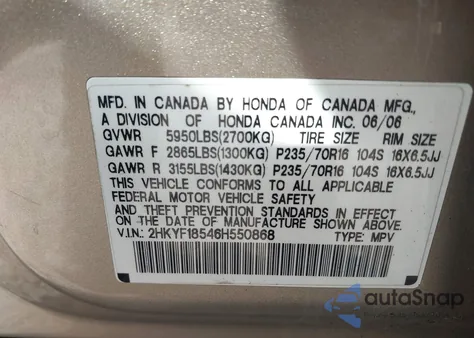 MFD. IN CANADA BY HONDA OF CANADA MFG.,
A DIVISION OF HONDA CANADA INC. 06/06
GVWR 5950LBS(2700KG) TIRE SIZE RIM SIZE
GAWR F 2865LBS(1300KG) P235/70R16 104S 16X6.5JJ
GAWR R 3155LBS(1430KG) P235/70R16 104S 16X6.5JJ
THIS VEHICLE CONFORMS TO ALL APPLICABLE
FEDERAL MOTOR VEHICLE SAFETY
STANDARDS IN EFFECT
ON THE DATE OF MANUFACTURE SHOWN ABOVE.
V.I.N.: 2HKYF18546H550868 TYPE: MPV
autoSnap